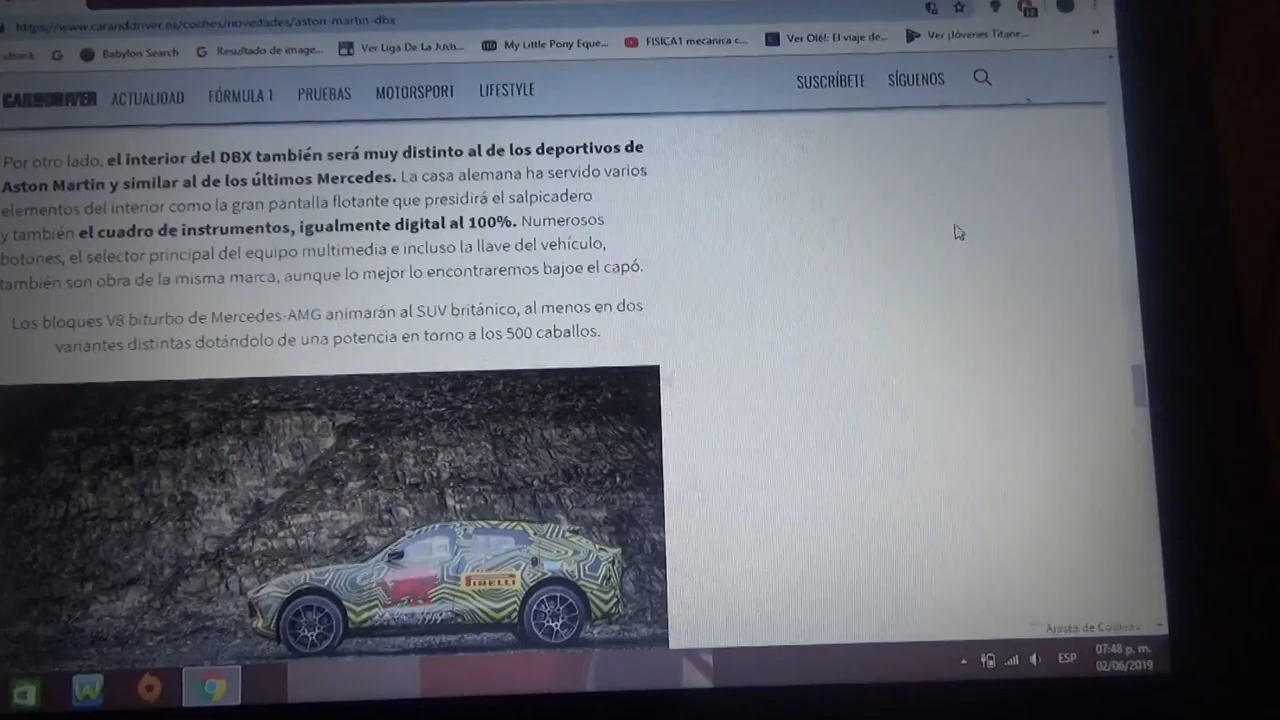 https://www.caranddriver.es/coches/novedades/aston-martin-dbx
Babylon Search
Resultado de image...
Ver Liga De La Justi...
My Little Pony Eque...
FISICA1 mecanica c...
Ver Olé!: El viaje de...
Ver ¡Jóvenes Titane...
»
CAR AND DRIVER
ACTUALIDAD
FÓRMULA 1
PRUEBAS
MOTORSPORT
LIFESTYLE
SUSCRÍBETE
SÍGUENOS
Por otro lado, el interior del DBX también será muy distinto al de los deportivos de
Aston Martin y similar al de los últimos Mercedes. La casa alemana ha servido varios
elementos del interior como la gran pantalla flotante que presidirá el salpicadero
y también el cuadro de instrumentos, igualmente digital al 100%. Numerosos
botones, el selector principal del equipo multimedia e incluso la llave del vehículo,
también son obra de la misma marca, aunque lo mejor lo encontraremos bajoe el capó.
Los bloques V8 biturbo de Mercedes-AMG animarán al SUV británico, al menos en dos
variantes distintas dotándolo de una potencia en torno a los 500 caballos.
PIRELLI
Ajuste de Cookies
ESP
07:48 p. m.
02/06/2019